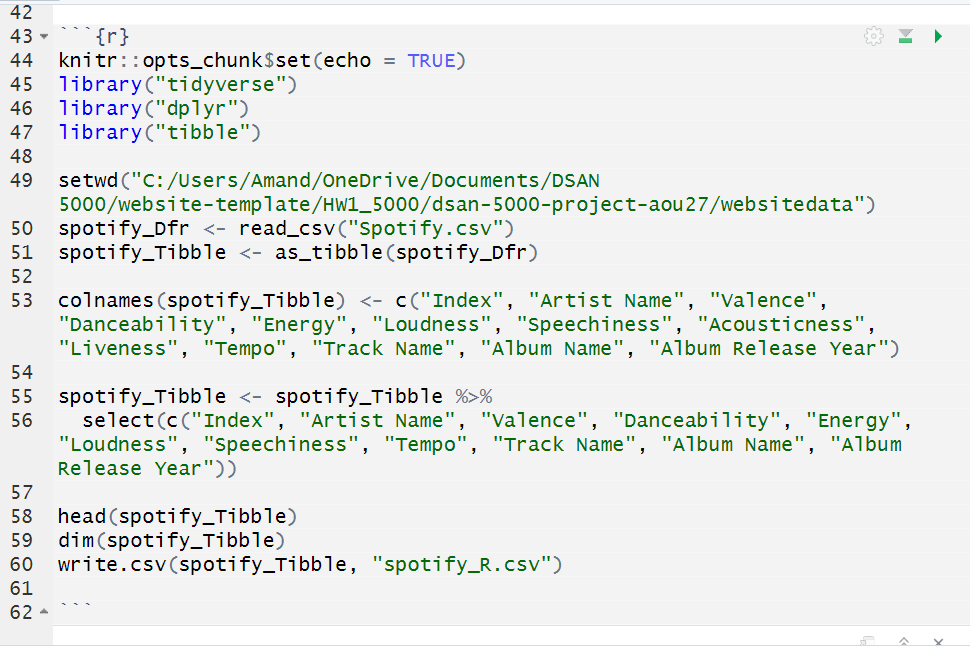 42
43 ```{r}
44 knitr::opts_chunk$set(echo = TRUE)
45 library("tidyverse")
46 library("dplyr")
47 library("tibble")
48
49 setwd("C:/Users/Amand/OneDrive/Documents/DSAN
5000/website-template/HW1_5000/dsan-5000-project-aou27/websitedata")
50 spotify_Dfr <- read_csv("Spotify.csv")
51 spotify_Tibble <- as_tibble(spotify_Dfr)
52
53 colnames(spotify_Tibble) <- c("Index", "Artist Name", "Valence",
"Danceability", "Energy", "Loudness", "Speechiness", "Acousticness",
"Liveness", "Tempo", "Track Name", "Album Name", "Album Release Year")
54
55 spotify_Tibble <- spotify_Tibble %>%
56   select(c("Index", "Artist Name", "Valence", "Danceability", "Energy",
"Loudness", "Speechiness", "Tempo", "Track Name", "Album Name", "Album
Release Year"))
57
58 head(spotify_Tibble)
59 dim(spotify_Tibble)
60 write.csv(spotify_Tibble, "spotify_R.csv")
61
62 ```